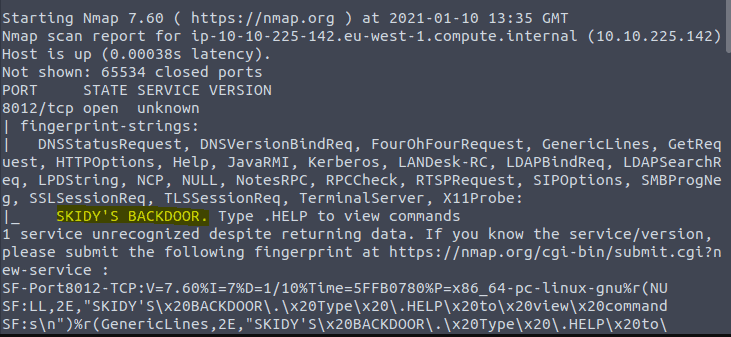 Starting Nmap 7.60 ( https://nmap.org ) at 2021-01-10 13:35 GMT
Nmap scan report for ip-10-10-225-142.eu-west-1.compute.internal (10.10.225.142)
Host is up (0.00038s latency).
Not shown: 65534 closed ports
PORT     STATE SERVICE VERSION
8012/tcp open  unknown
| fingerprint-strings:
|   DNSStatusRequest, DNSVersionBindReq, FourOhFourRequest, GenericLines, GetReq
uest, HTTPOptions, Help, JavaRMI, Kerberos, LANDesk-RC, LDAPBindReq, LDAPSearchR
eq, LPDString, NCP, NULL, NotesRPC, RPCCheck, RTSPRequest, SIPOptions, SMBProgNe
g, SSLSessionReq, TLSSessionReq, TerminalServer, X11Probe:
|_    SKIDY'S BACKDOOR. Type .HELP to view commands
1 service unrecognized despite returning data. If you know the service/version,
please submit the following fingerprint at https://nmap.org/cgi-bin/submit.cgi?n
ew-service :
SF-Port8012-TCP:V=7.60%I=7%D=1/10%Time=5FFB0780%P=x86_64-pc-linux-gnu%r(NU
SF:LL,2E,"SKIDY'S\x20BACKDOOR\.\x20Type\x20\.HELP\x20to\x20view\x20command
SF:s\n")%r(GenericLines,2E,"SKIDY'S\x20BACKDOOR\.\x20Type\x20\.HELP\x20to\